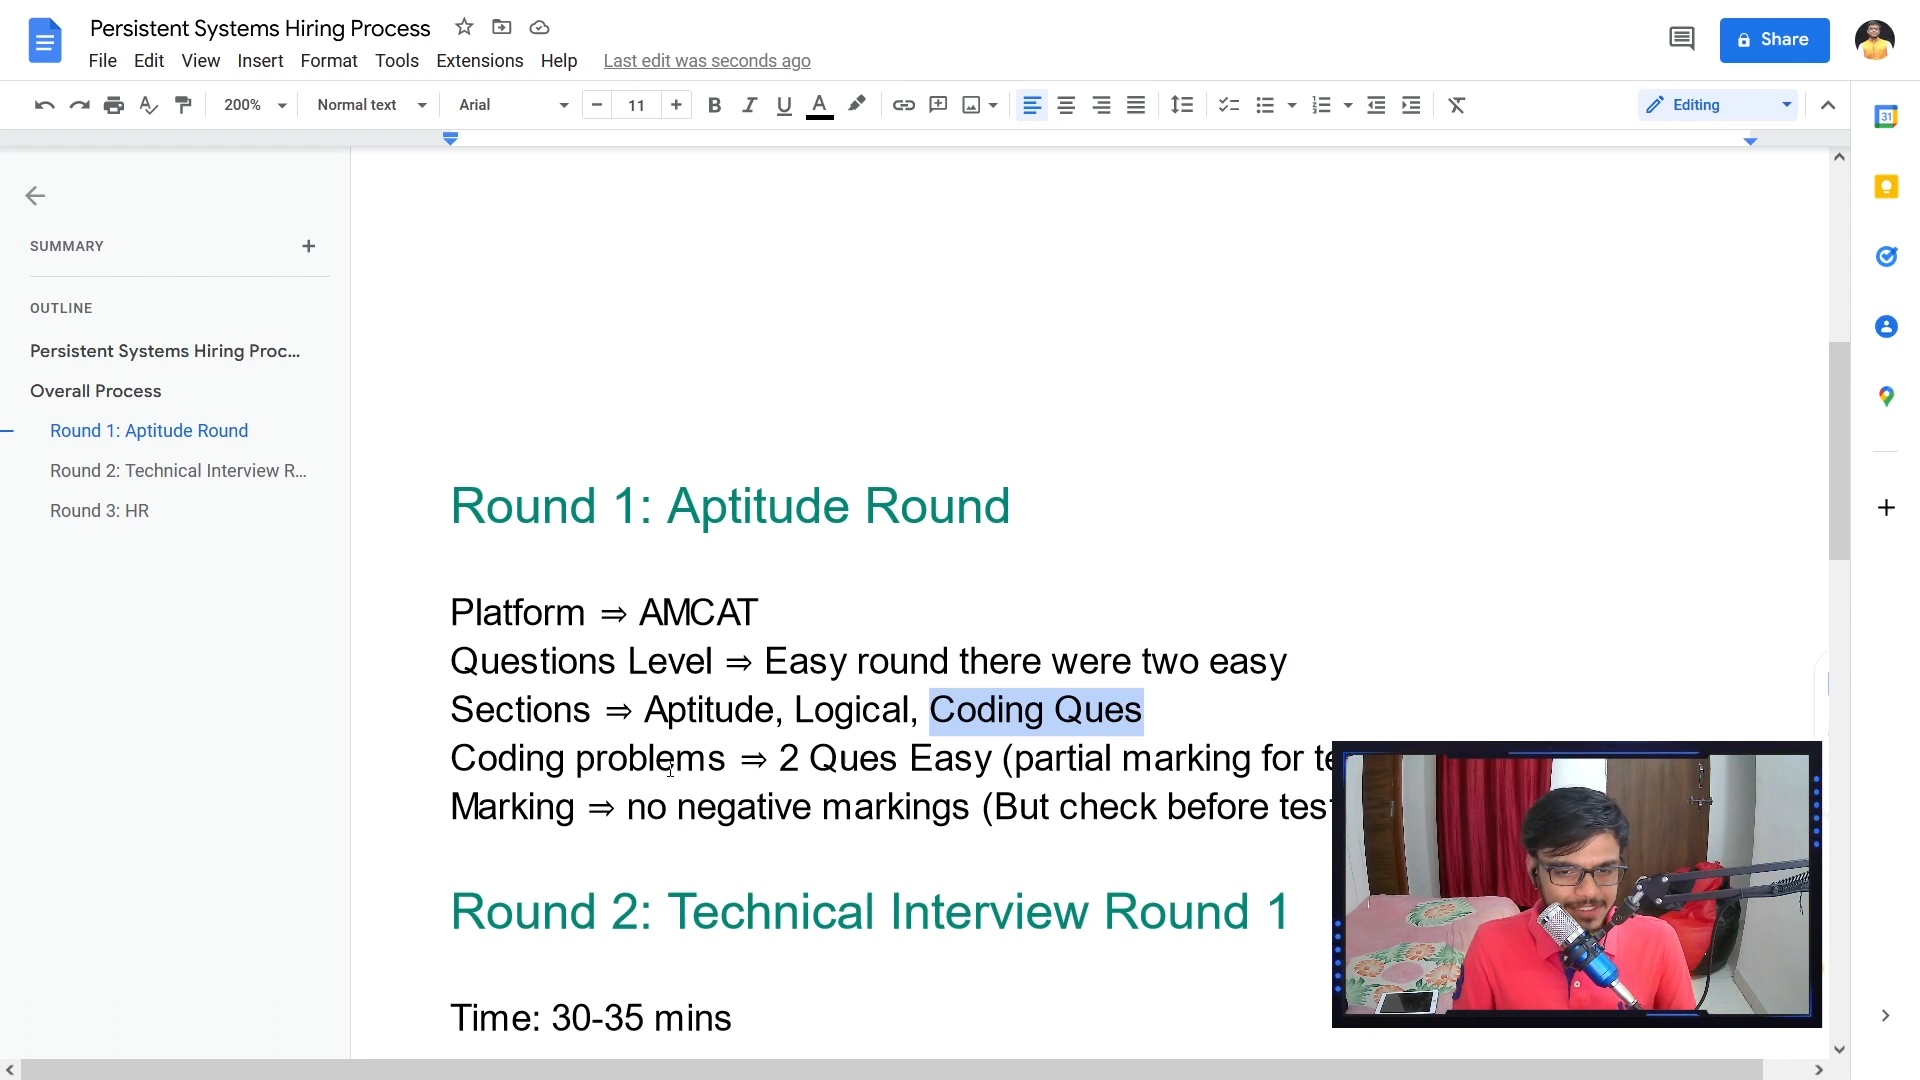 Persistent Systems Hiring Process
File Edit View Insert Format Tools Extensions Help Last edit was seconds ago
Share
200% Normal text Arial 11 Editing
31
SUMMARY
OUTLINE
Persistent Systems Hiring Proc...
Overall Process
Round 1: Aptitude Round
Round 2: Technical Interview R...
Round 3: HR
Round 1: Aptitude Round
Platform ⇒ AMCAT
Questions Level ⇒ Easy round there were two easy
Sections ⇒ Aptitude, Logical, Coding Ques
Coding problems ⇒ 2 Ques Easy (partial marking for
Marking ⇒ no negative markings (But check before
Round 2: Technical Interview Round 1
Time: 30-35 mins